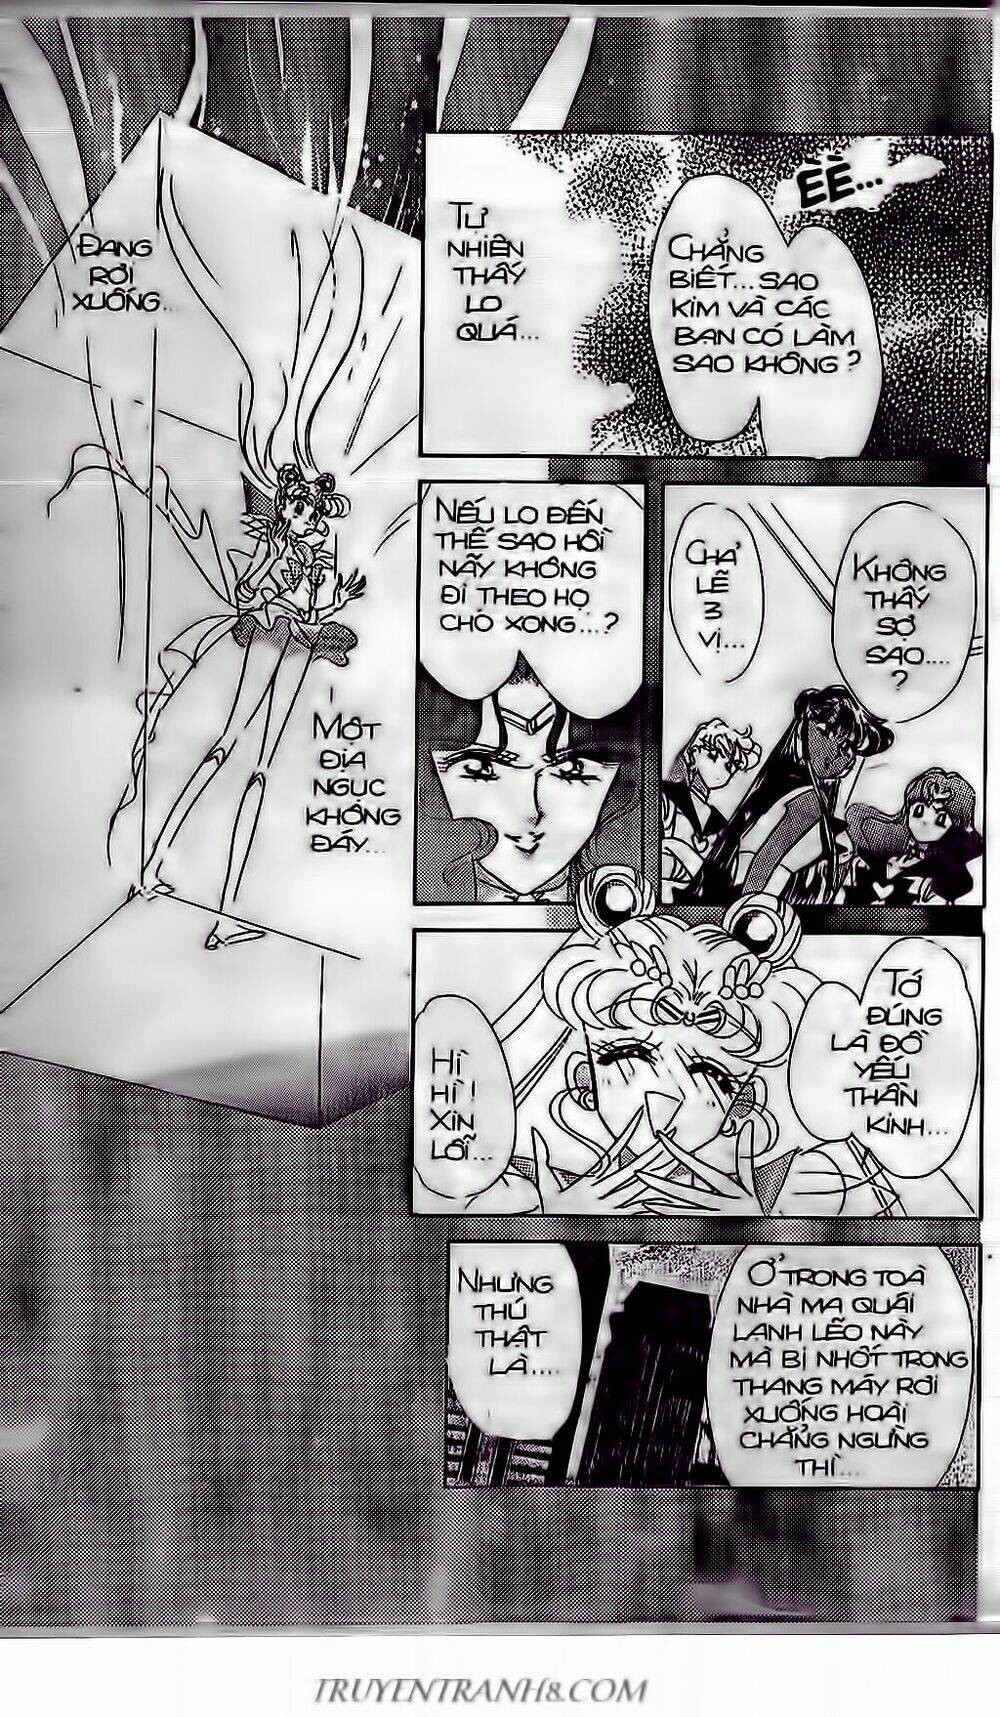 ÊÊ...
CHẲNG
BIẾT...SAO
KIM VÀ CÁC
BẠN CÓ LÀM
SAO KHÔNG?
TỰ
NHIÊN
THẤY
LO
QUÁ...
KHÔNG
THẤY
SỢ
SAO....
?
CHẢ
LẼ
3
VỊ...
NẾU LO ĐẾN
THẾ SAO HỒI
NÃY KHÔNG
ĐI THEO HỌ
CHO XONG...?
TỚ
ĐÚNG
LÀ ĐỒ
YẾU
THẦN
KINH...
HÌ
HÌ!
XIN
LỖI...
Ở TRONG TOÀ
NHÀ MA QUÁI
LẠNH LẼO NÀY
MÀ BỊ NHỐT TRONG
THANG MÁY RƠI
XUỐNG HOÀI
CHẲNG NGỪNG
THÌ...
NHƯNG
THÚ
THẬT
LÀ....
ĐANG
RƠI
XUỐNG...
MỘT
ĐỊA
NGỤC
KHÔNG
ĐÁY...
TRUYENTRANH8.COM